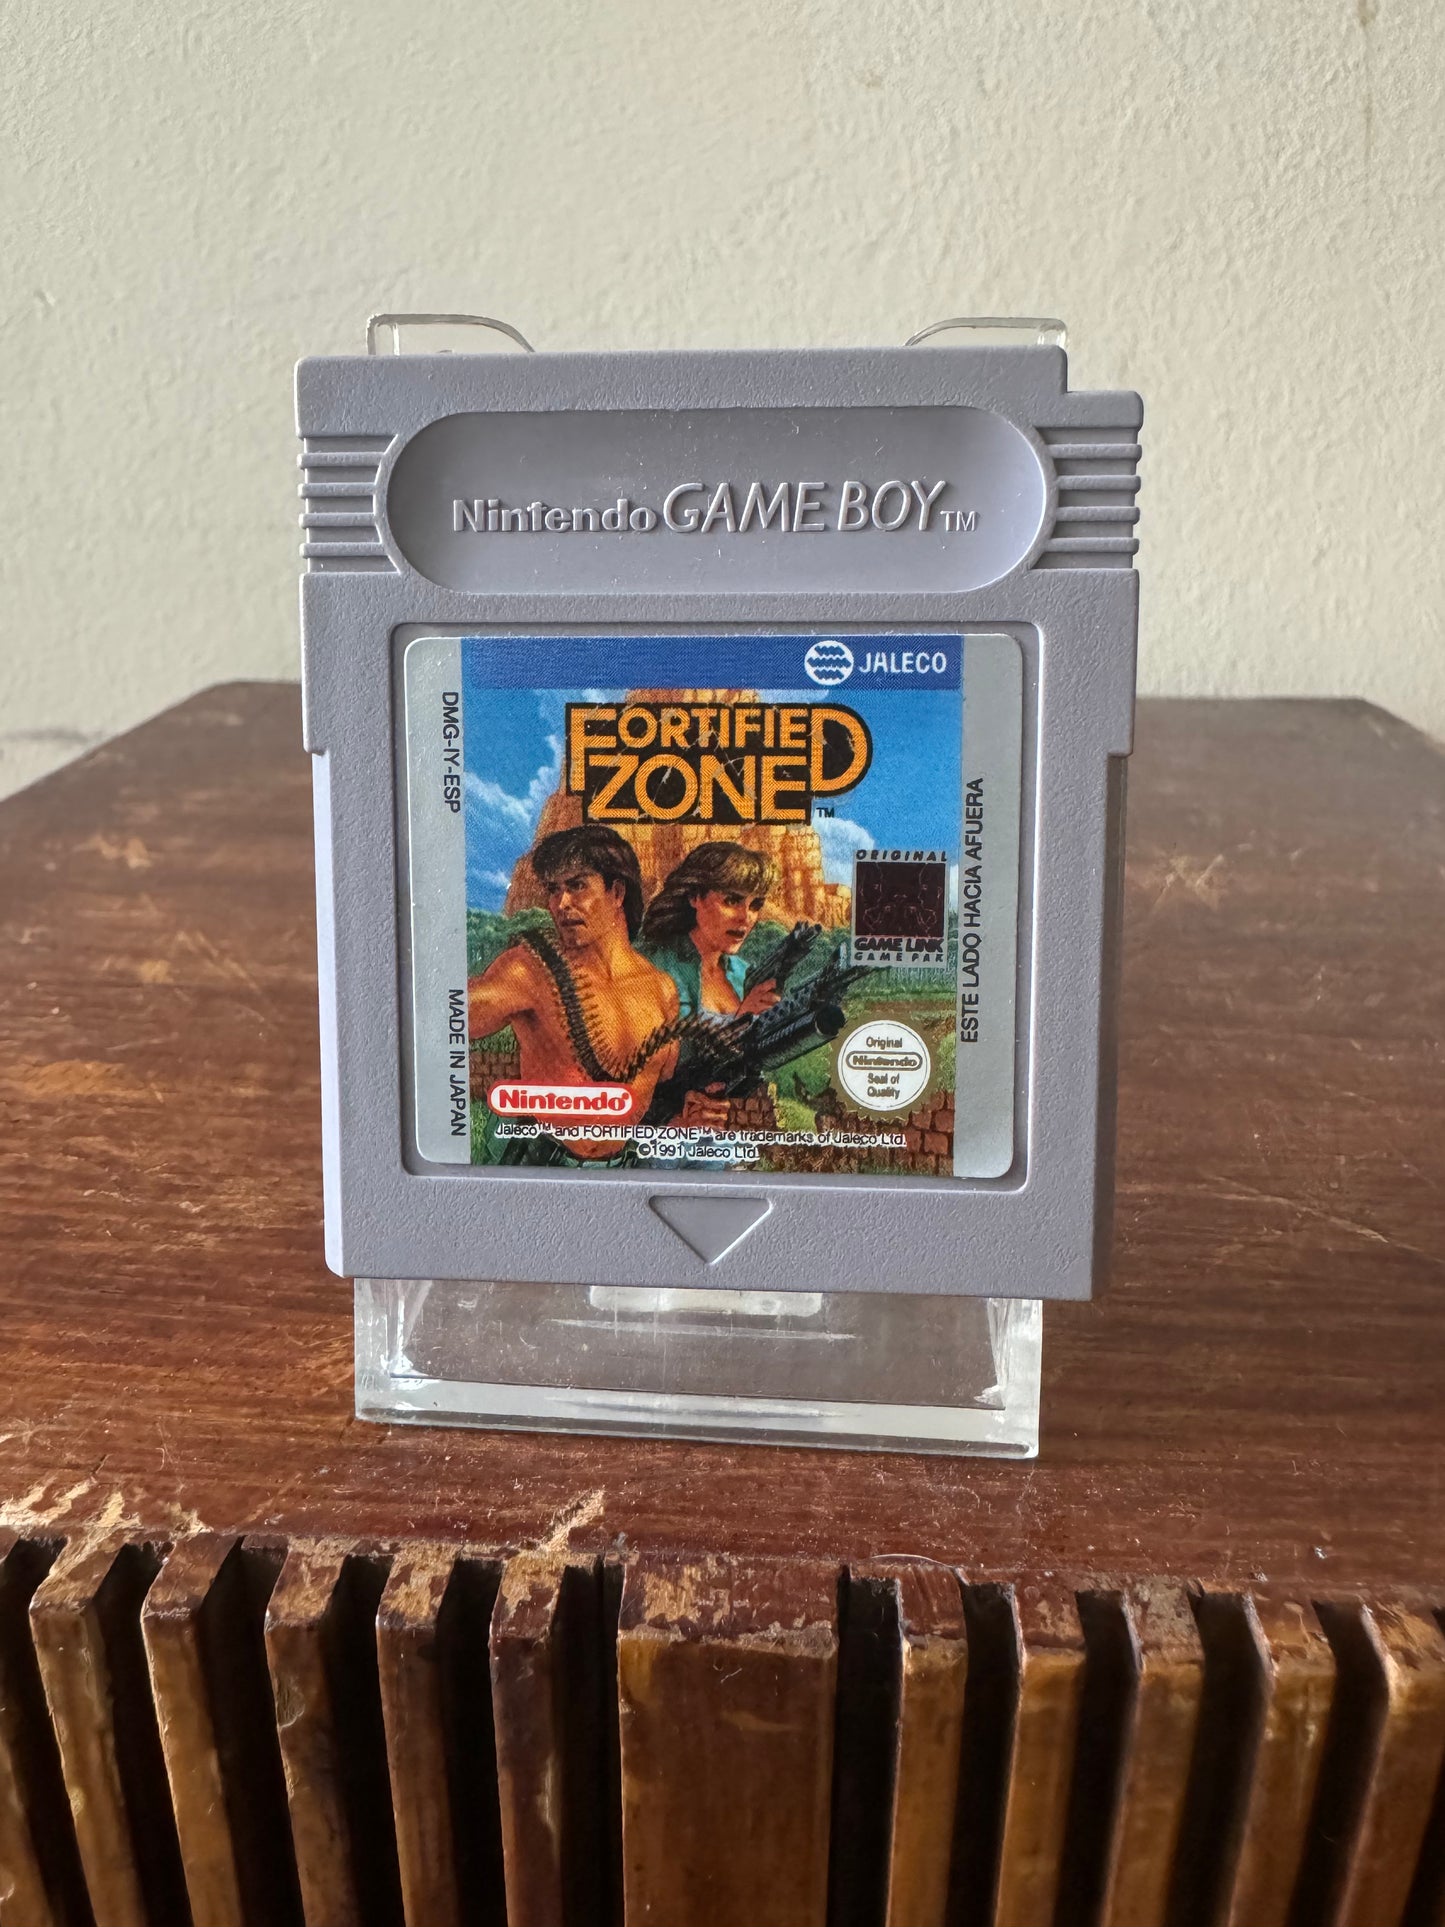 Nintendo GAME BOY™
JALECO
DMG-IY-ESP
FORTIFIED
ZONE™
ORIGINAL
GAME LINK
GAME PAK
ESTE LADO HACIA AFUERA
MADE IN JAPAN
Original
Nintendo
Seal of
Quality
Nintendo®
Jaleco™ and FORTIFIED ZONE™ are trademarks of Jaleco Ltd.
©1991 Jaleco Ltd.